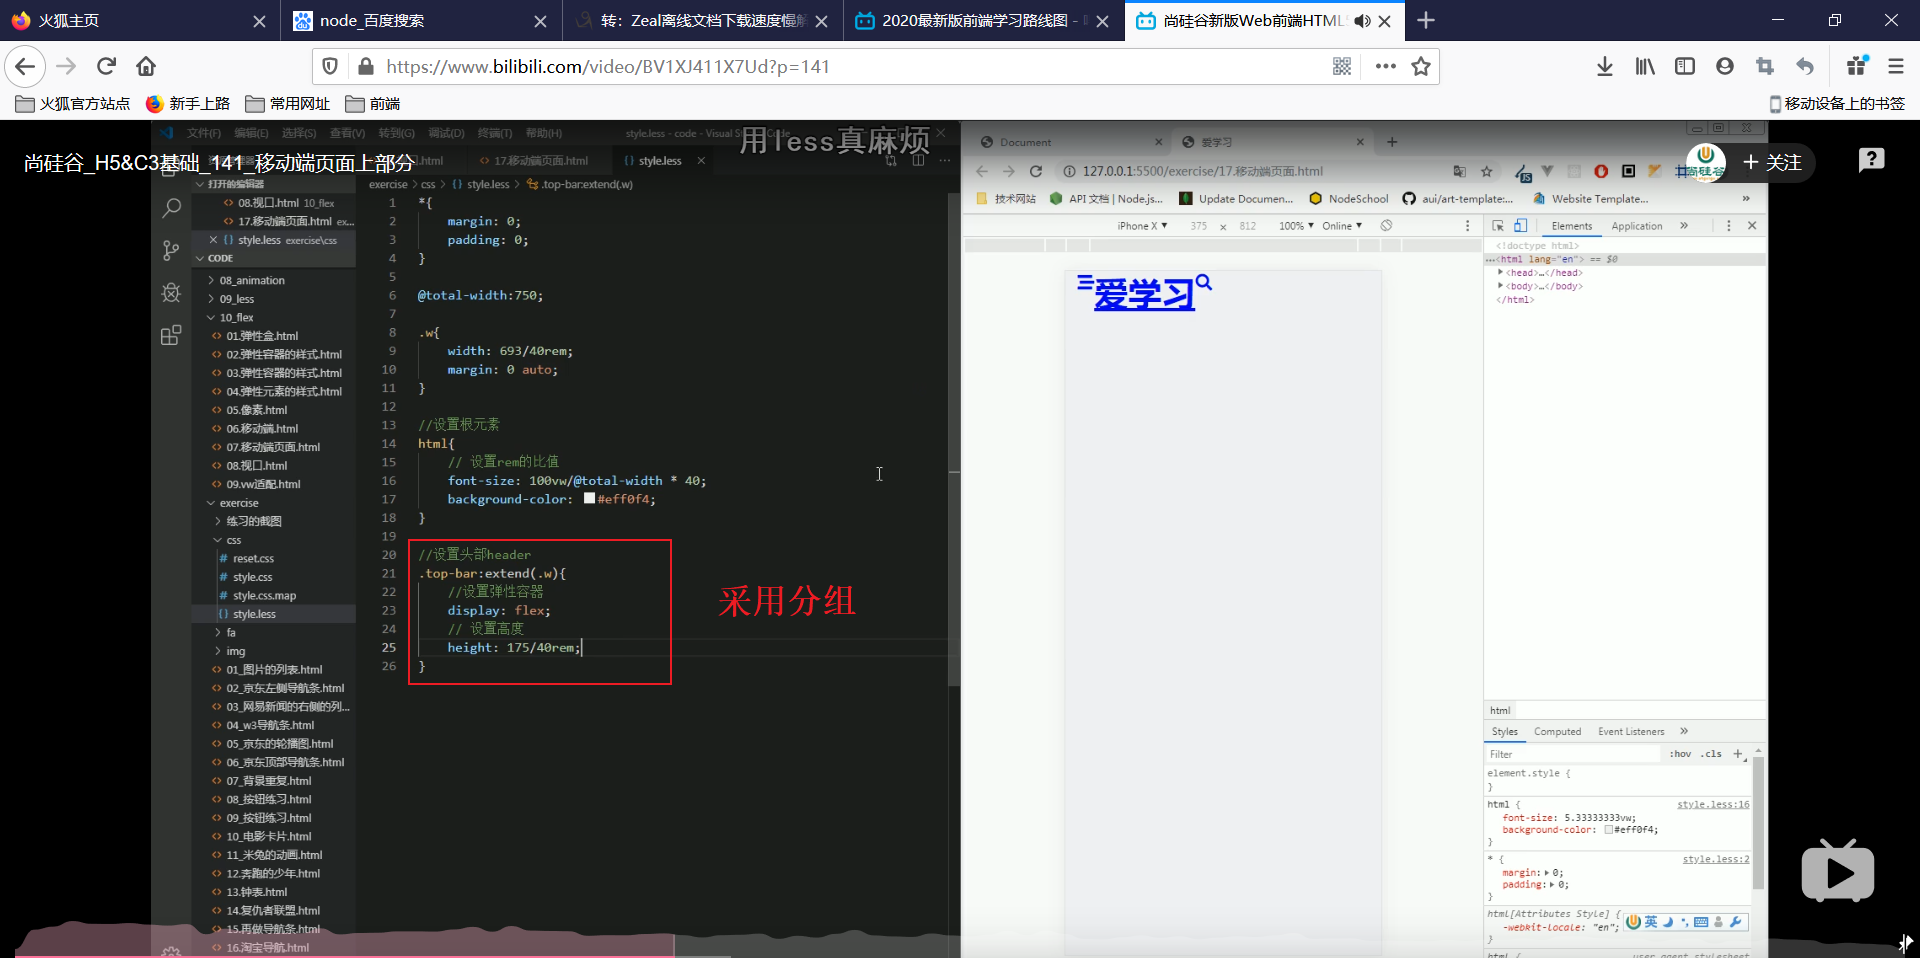 火狐主页
node_百度搜索
转：Zeal离线文档下载速度慢解
2020最新版前端学习路线图 -
尚硅谷新版Web前端HTML
https://www.bilibili.com/video/BV1XJ411X7Ud?p=141
火狐官方站点
新手上路
常用网址
前端
移动设备上的书签
尚硅谷_H5&C3基础_141_移动端页面上部分
用less真麻烦
文件(F) 编辑(E) 选择(S) 查看(V) 转到(G) 调试(D) 终端(T) 帮助(H)
style.less - code - Visual St
Code
17.移动端页面.html
style.less
exercise > css > {} style.less > .top-bar:extend(.w)
打开的编辑器
08.视口.html 10_flex
17.移动端页面.html ex...
style.less exercise\css
CODE
08_animation
09_less
10_flex
01.弹性盒.html
02.弹性容器的样式.html
03.弹性容器的样式.html
04.弹性元素的样式.html
05.像素.html
06.移动端.html
07.移动端页面.html
08.视口.html
09.vw适配.html
exercise
练习的截图
css
reset.css
style.css
style.css.map
style.less
fa
img
01_图片的列表.html
02_京东左侧导航条.html
03_网易新闻的右侧的列...
04_w3导航条.html
05_京东的轮播图.html
06_京东顶部导航条.html
07_背景重复.html
08_按钮练习.html
09_按钮练习.html
10_电影卡片.html
11_米兔的动画.html
12.奔跑的少年.html
13.钟表.html
14.复仇者联盟.html
15.再做导航条.html
16.淘宝导航.html
1 *{
2 margin: 0;
3 padding: 0;
4 }
5
6 @total-width:750;
7
8 .w{
9 width: 693/40rem;
10 margin: 0 auto;
11 }
12
13 //设置根元素
14 html{
15 // 设置rem的比值
16 font-size: 100vw/@total-width * 40;
17 background-color: #eff0f4;
18 }
19
20 //设置头部header
21 .top-bar:extend(.w){
22 //设置弹性容器
23 display: flex;
24 // 设置高度
25 height: 175/40rem;
26 }
采用分组
Document
爱学习
127.0.0.1:5500/exercise/17.移动端页面.html
+ 关注
技术网站
API 文档 | Node.js...
Update Documen...
NodeSchool
aui/art-template:...
Website Template...
iPhone X ▼ 375 x 812 100% ▼ Online ▼
爱学习
Elements Application »
<!doctype html>
...<html lang="en"> == $0
<head>…</head>
<body>…</body>
</html>
html
Styles Computed Event Listeners »
Filter :hov .cls +
element.style {
}
html { style.less:16
font-size: 5.33333333vw;
background-color: #eff0f4;
}
* { style.less:2
margin: 0;
padding: 0;
}
html[Attributes Style] {
-webkit-locale: "en";
}
英
html {
user agent stylesheet